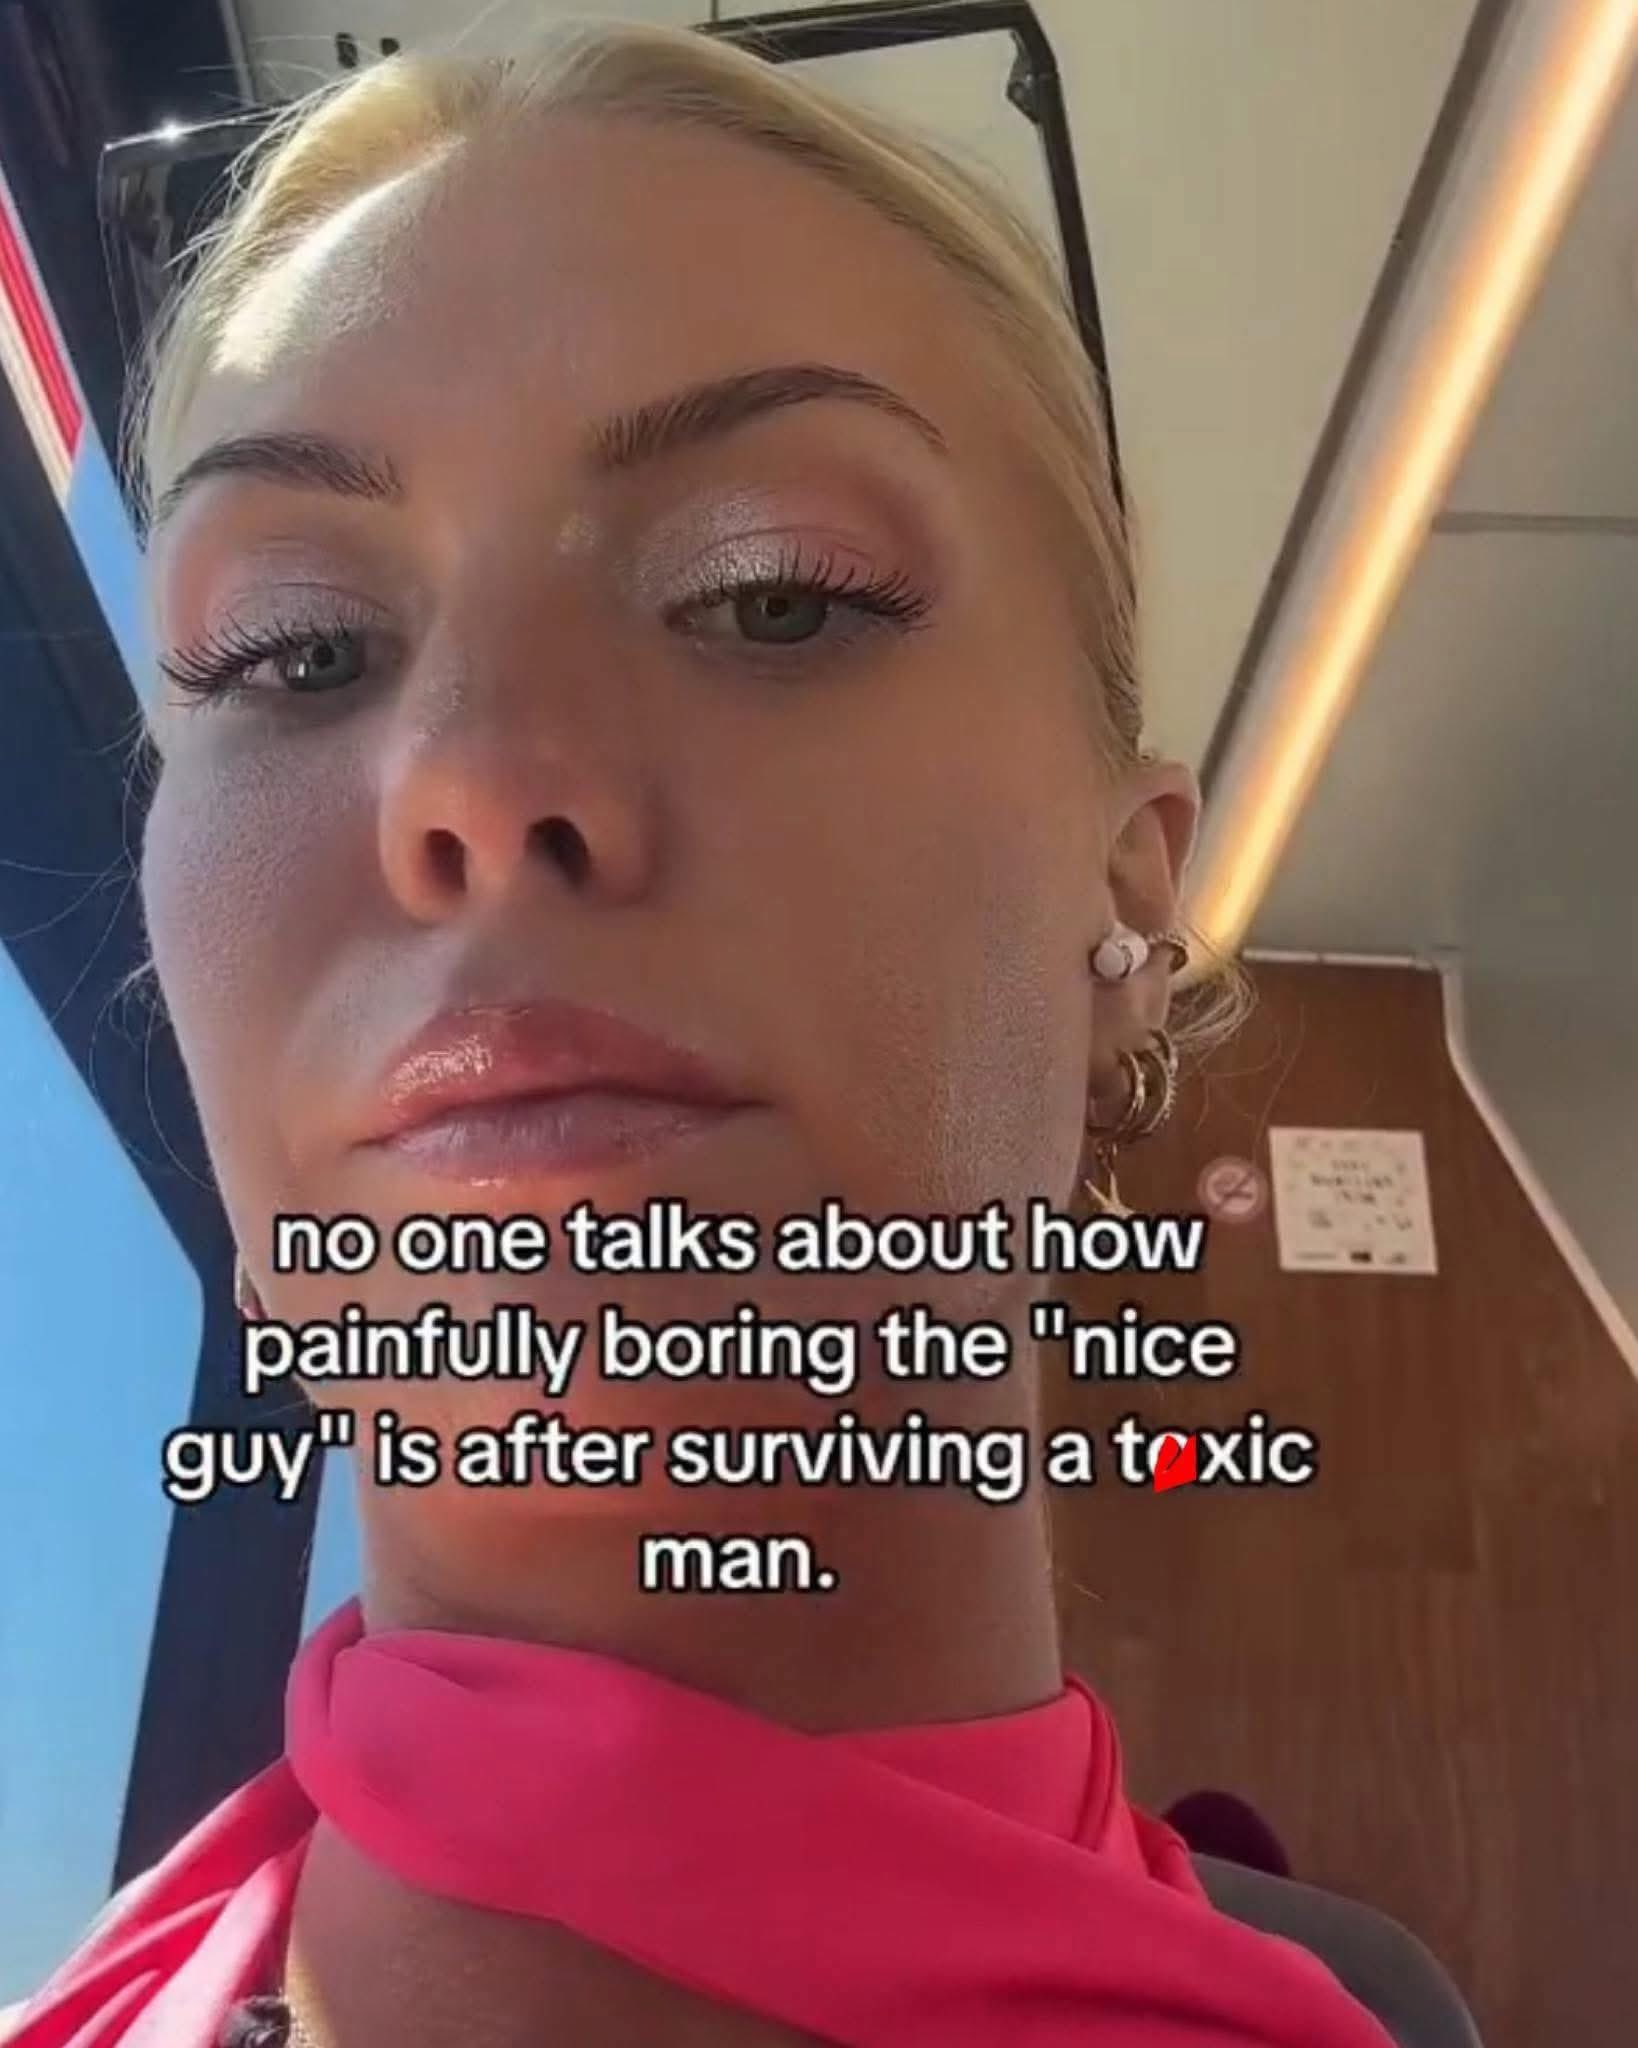 no one talks about how
painfully boring the "nice
guy" is after surviving a toxic
man.